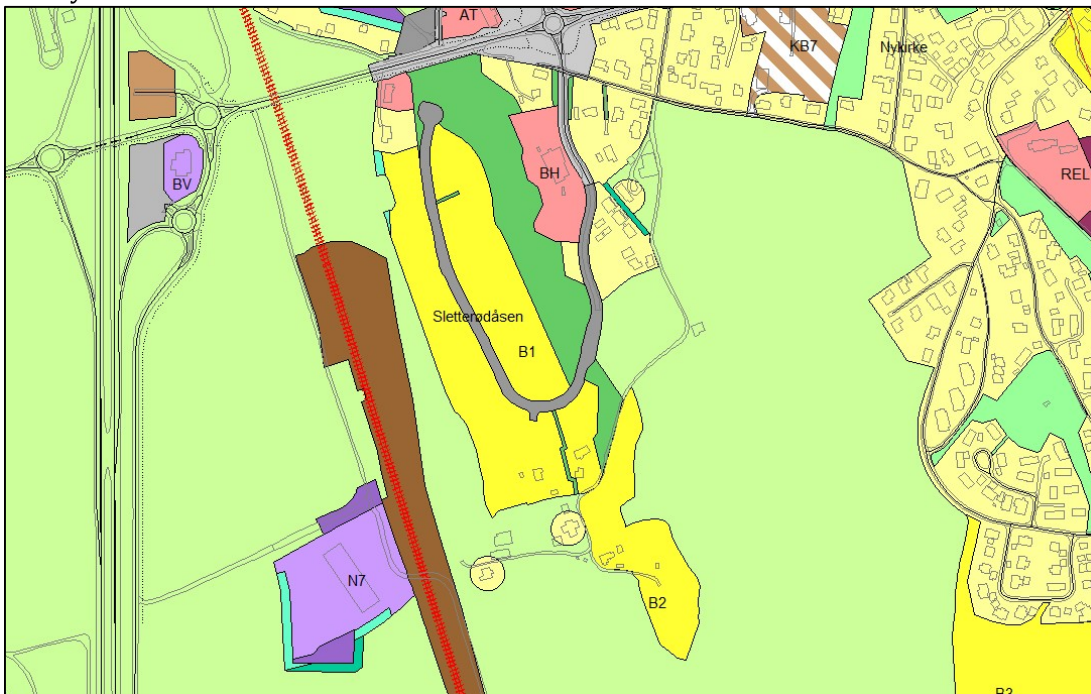 AT
KB7
Nykirke
BV
BH
REL
Sletterødåsen
B1
N7
B2